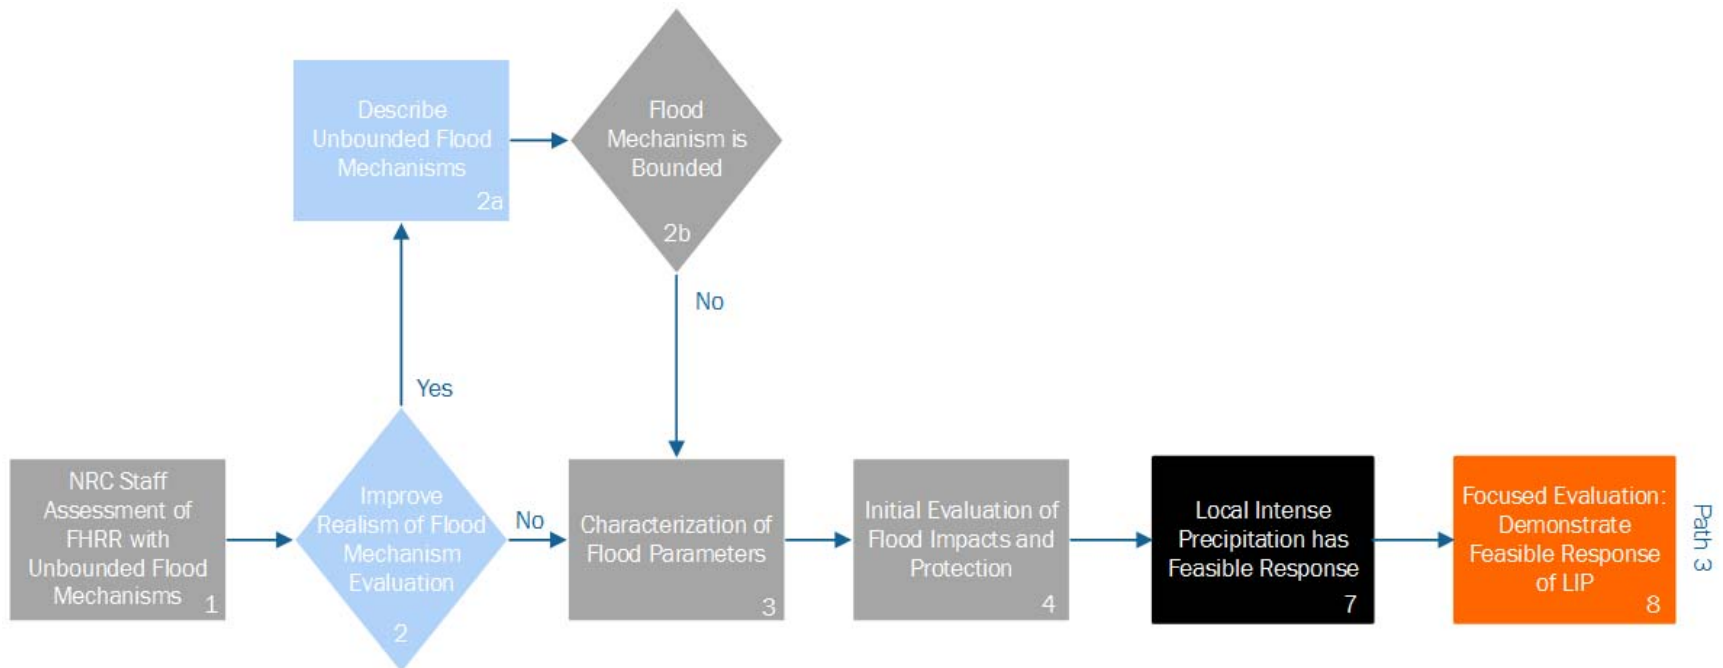 Describe
Unbounded Flood
Mechanisms
2a
Flood
Mechanism is
Bounded
2b
Yes
No
NRC Staff
Assessment of
FHRR with
Unbounded Flood
Mechanisms
1
Improve
Realism of Flood
Mechanism
Evaluation
2
No
Characterization of
Flood Parameters
3
Initial Evaluation of
Flood Impacts and
Protection
4
Local Intense
Precipitation has
Feasible Response
7
Focused Evaluation:
Demonstrate
Feasible Response
of LIP
8
Path 3